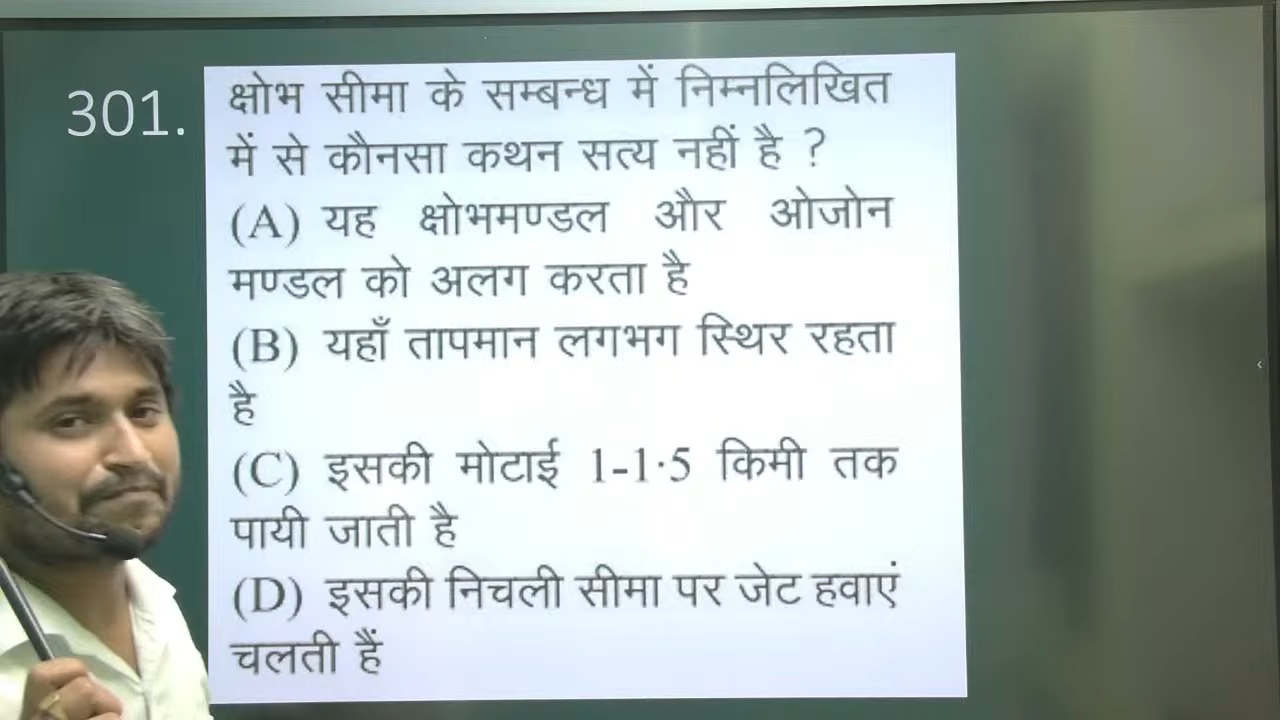 301.
क्षोभ सीमा के सम्बन्ध में निम्नलिखित
में से कौनसा कथन सत्य नहीं है ?
(A) यह क्षोभमण्डल और ओजोन
मण्डल को अलग करता है
(B) यहाँ तापमान लगभग स्थिर रहता
है
(C) इसकी मोटाई 1-1·5 किमी तक
पायी जाती है
(D) इसकी निचली सीमा पर जेट हवाएं
चलती हैं